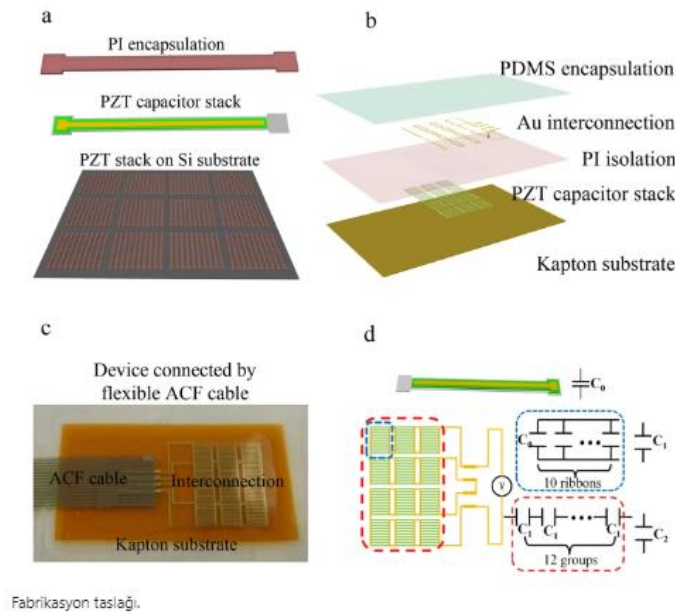 a
PI encapsulation
PZT capacitor stack
PZT stack on Si substrate
b
PDMS encapsulation
Au interconnection
PI isolation
PZT capacitor stack
Kapton substrate
c
Device connected by
flexible ACF cable
ACF cable
Interconnection
Kapton substrate
d
C₀
C₀
C₁
10 ribbons
V
C₁
C₁
C₁
C₂
12 groups
Fabrikasyon taslağı.